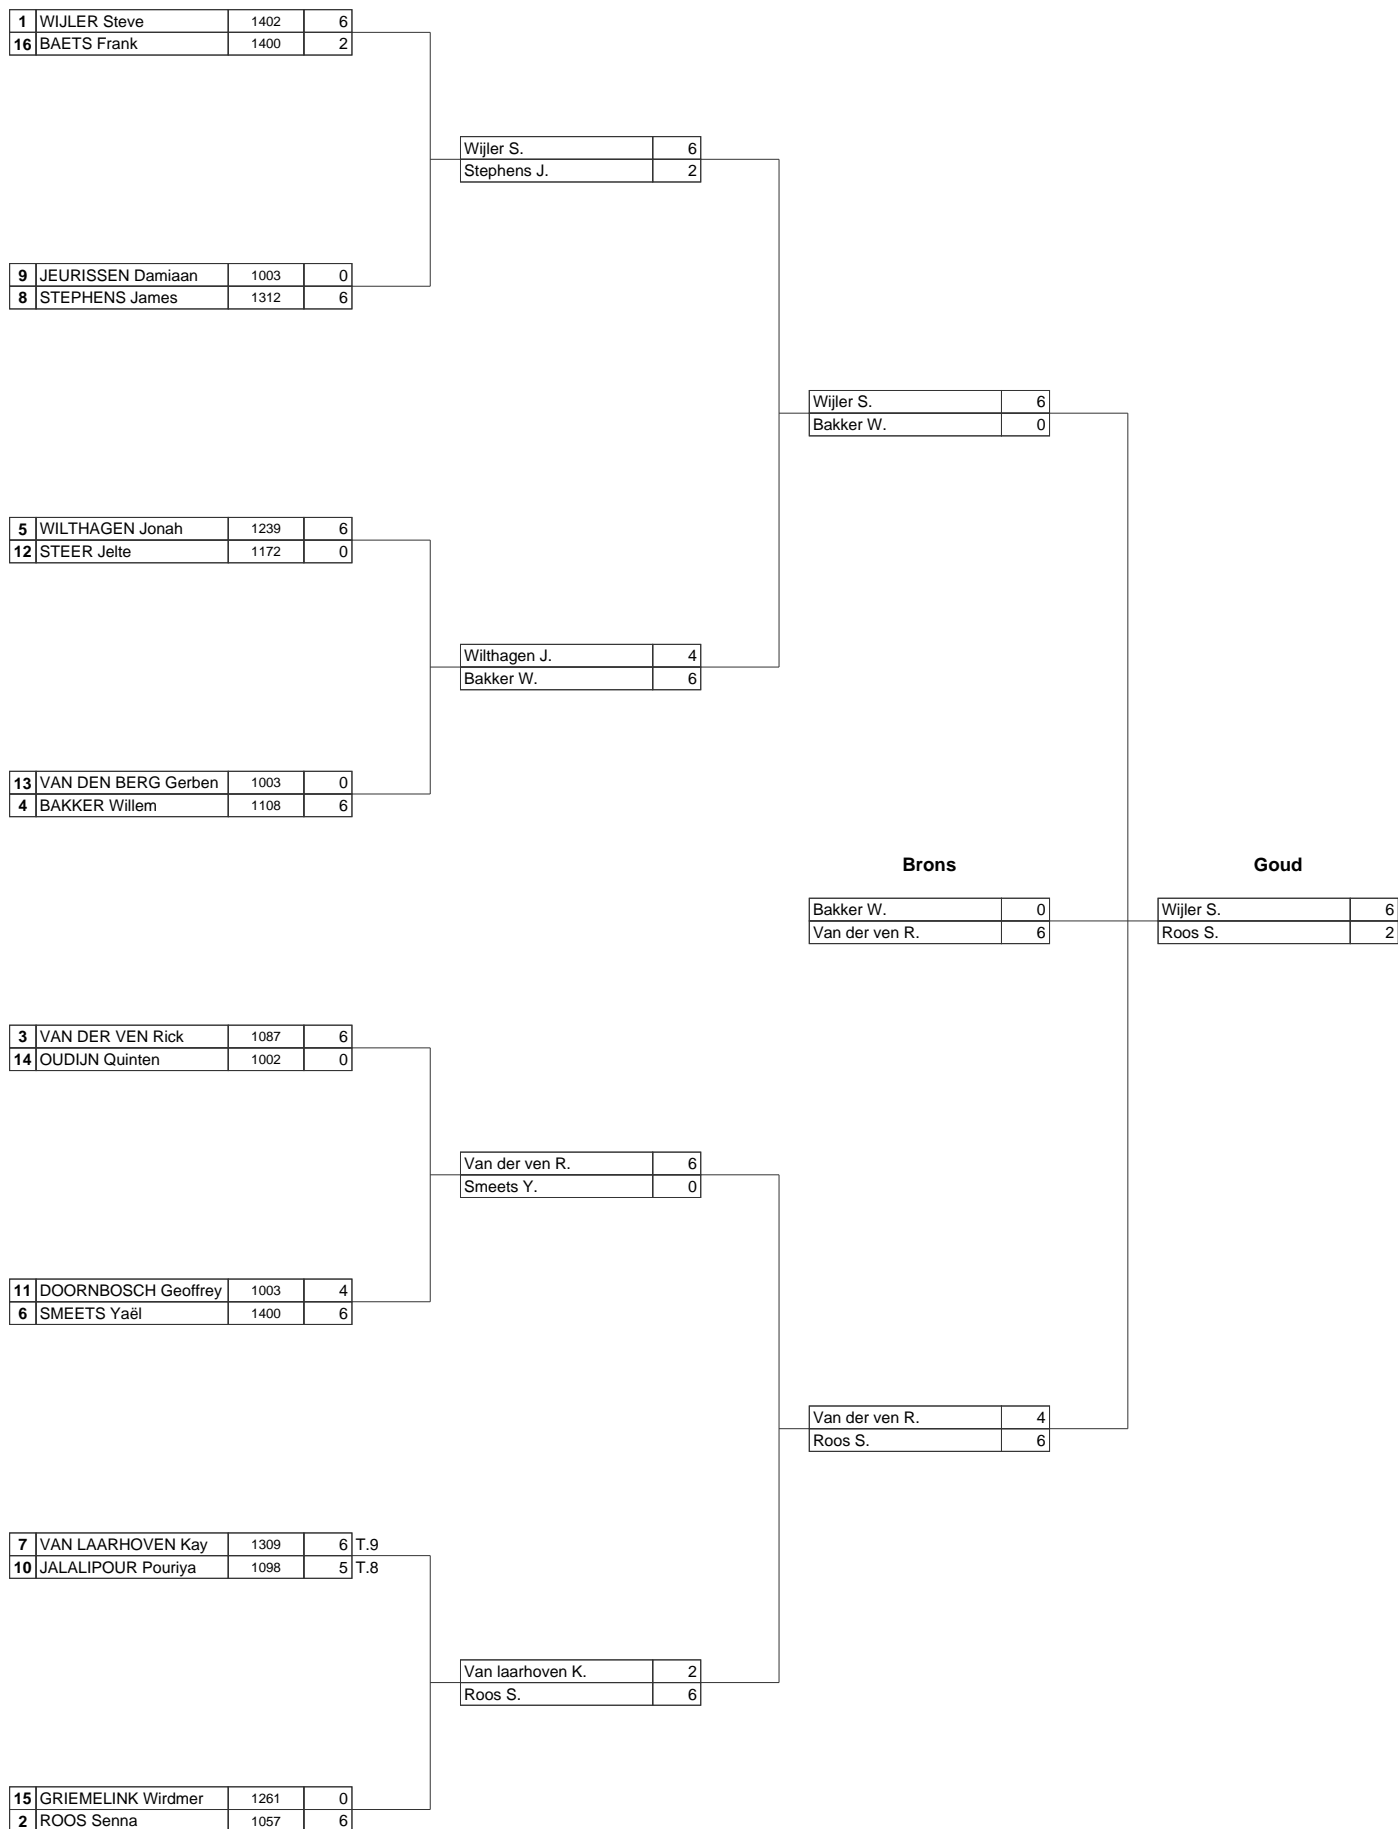 1 WIJLER Steve 1402 6
16 BAETS Frank 1400 2
Wijler S. 6
Stephens J. 2
9 JEURISSEN Damiaan 1003 0
8 STEPHENS James 1312 6
Wijler S. 6
Bakker W. 0
5 WILTHAGEN Jonah 1239 6
12 STEER Jelte 1172 0
Wilthagen J. 4
Bakker W. 6
13 VAN DEN BERG Gerben 1003 0
4 BAKKER Willem 1108 6
Brons Goud
Bakker W. 0 Wijler S. 6
Van der ven R. 6 Roos S. 2
3 VAN DER VEN Rick 1087 6
14 OUDIJN Quinten 1002 0
Van der ven R. 6
Smeets Y. 0
11 DOORNBOSCH Geoffrey 1003 4
6 SMEETS Yaël 1400 6
Van der ven R. 4
Roos S. 6
7 VAN LAARHOVEN Kay 1309 6 T.9
10 JALALIPOUR Pouriya 1098 5 T.8
Van laarhoven K. 2
Roos S. 6
15 GRIEMELINK Wirdmer 1261 0
2 ROOS Senna 1057 6